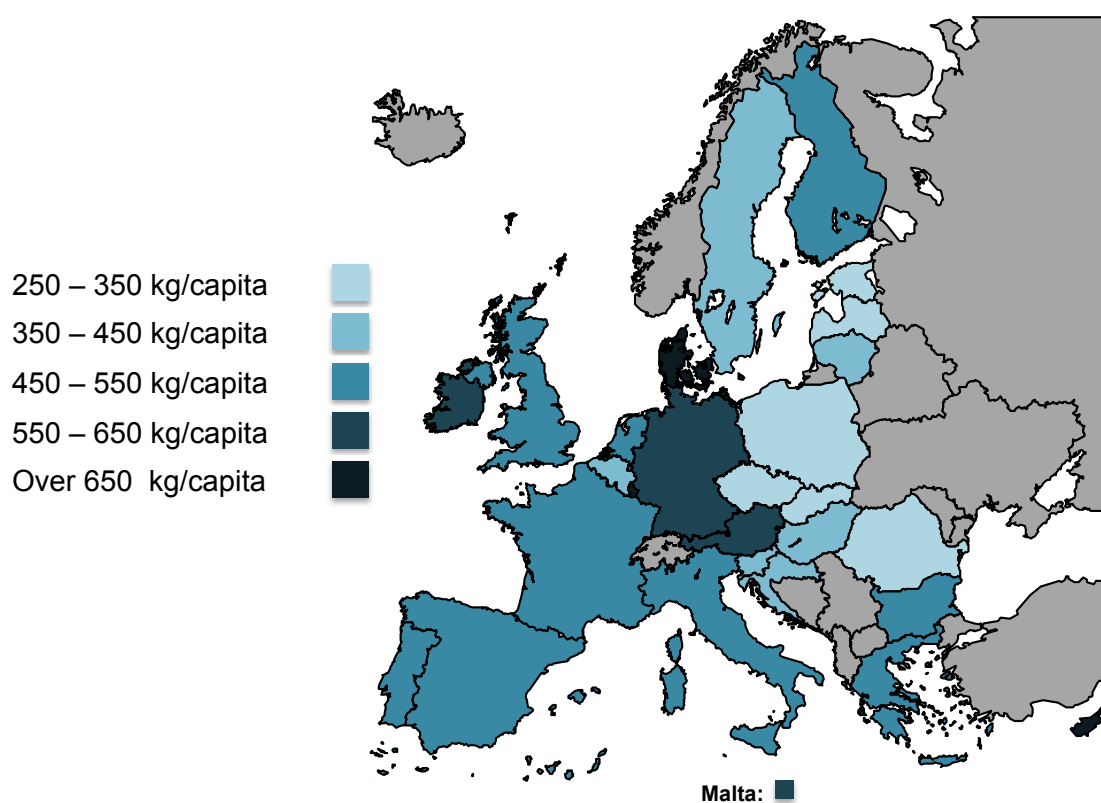 250 – 350 kg/capita
350 – 450 kg/capita
450 – 550 kg/capita
550 – 650 kg/capita
Over 650  kg/capita
Malta: